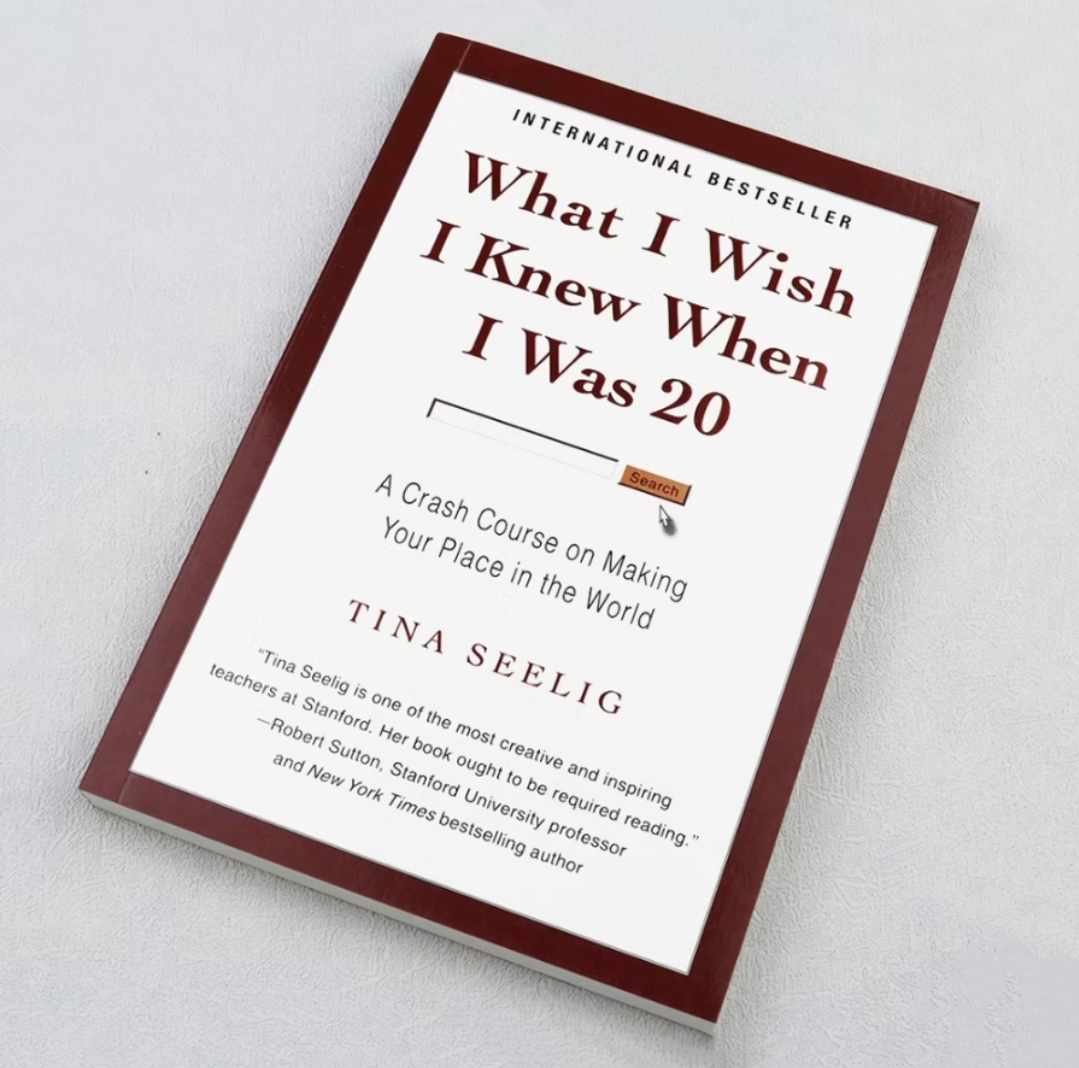 INTERNATIONAL BESTSELLER
What I Wish
I Knew When
I Was 20
Search
A Crash Course on Making
Your Place in the World
TINA SEELIG
“Tina Seelig is one of the most creative and inspiring
teachers at Stanford. Her book ought to be required reading.”
—Robert Sutton, Stanford University professor
and New York Times bestselling author